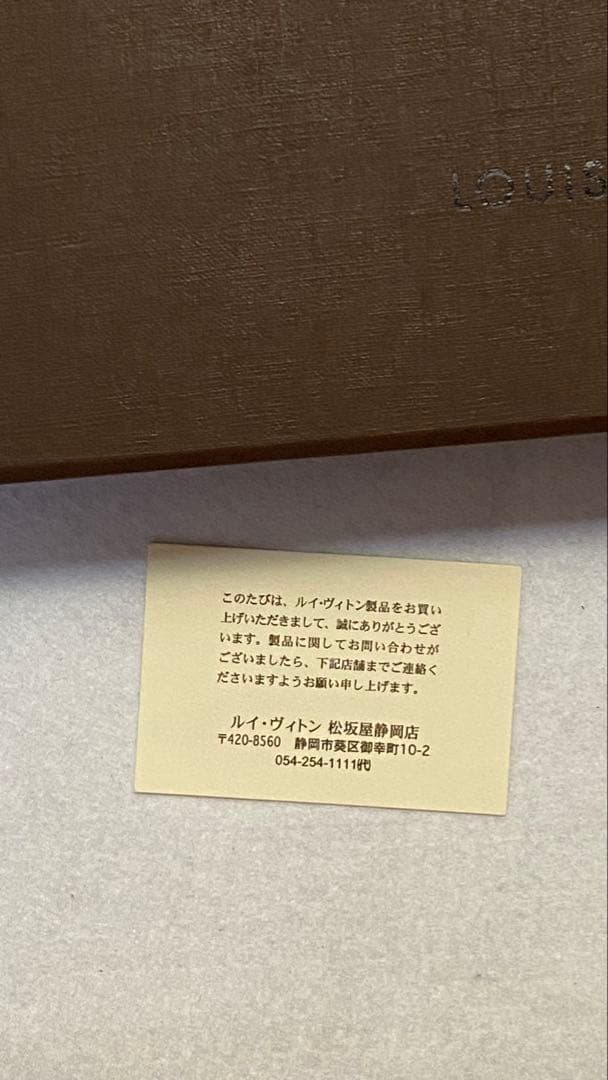 LOUIS
このたびは、ルイ・ヴィトン製品をお買い
上げいただきまして、誠にありがとうござ
います。製品に関してお問い合わせが
ございましたら、下記店舗までご連絡く
ださいますようお願い申し上げます。
ルイ・ヴィトン 松坂屋静岡店
〒420-8560 静岡市葵区御幸町10-2
054-254-1111㈹